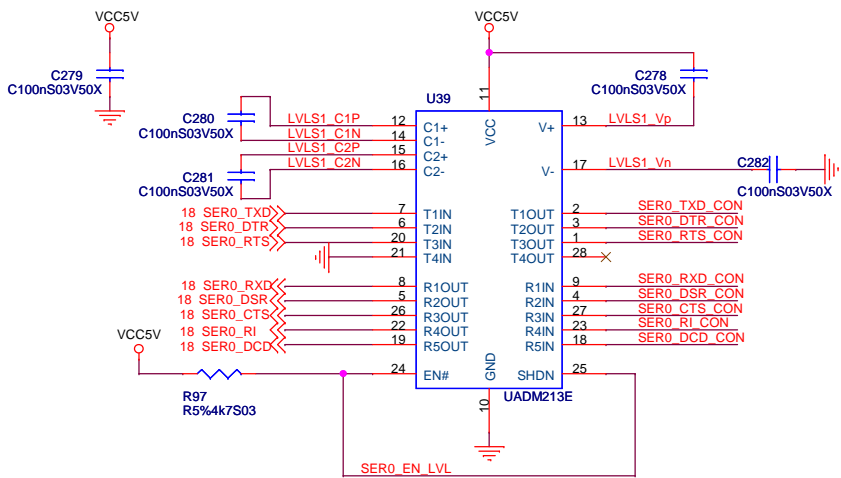 VCC5V
VCC5V
C279
C100nS03V50X
C278
C100nS03V50X
U39
11
VCC
C280
C100nS03V50X
LVLS1_C1P
12
C1+
LVLS1_C1N
14
C1-
LVLS1_C2P
15
C2+
LVLS1_C2N
16
C2-
C281
C100nS03V50X
V+
13
LVLS1_Vp
V-
17
LVLS1_Vn
C282
C100nS03V50X
18 SER0_TXD
7
T1IN
T1OUT
2
SER0_TXD_CON
18 SER0_DTR
6
T2IN
T2OUT
3
SER0_DTR_CON
18 SER0_RTS
20
T3IN
T3OUT
1
SER0_RTS_CON
21
T4IN
T4OUT
28
18 SER0_RXD
8
R1OUT
R1IN
9
SER0_RXD_CON
18 SER0_DSR
5
R2OUT
R2IN
4
SER0_DSR_CON
18 SER0_CTS
26
R3OUT
R3IN
27
SER0_CTS_CON
18 SER0_RI
22
R4OUT
R4IN
23
SER0_RI_CON
18 SER0_DCD
19
R5OUT
R5IN
18
SER0_DCD_CON
VCC5V
24
EN#
GND
SHDN
25
R97
R5%4k7S03
10
UADM213E
SER0_EN_LVL